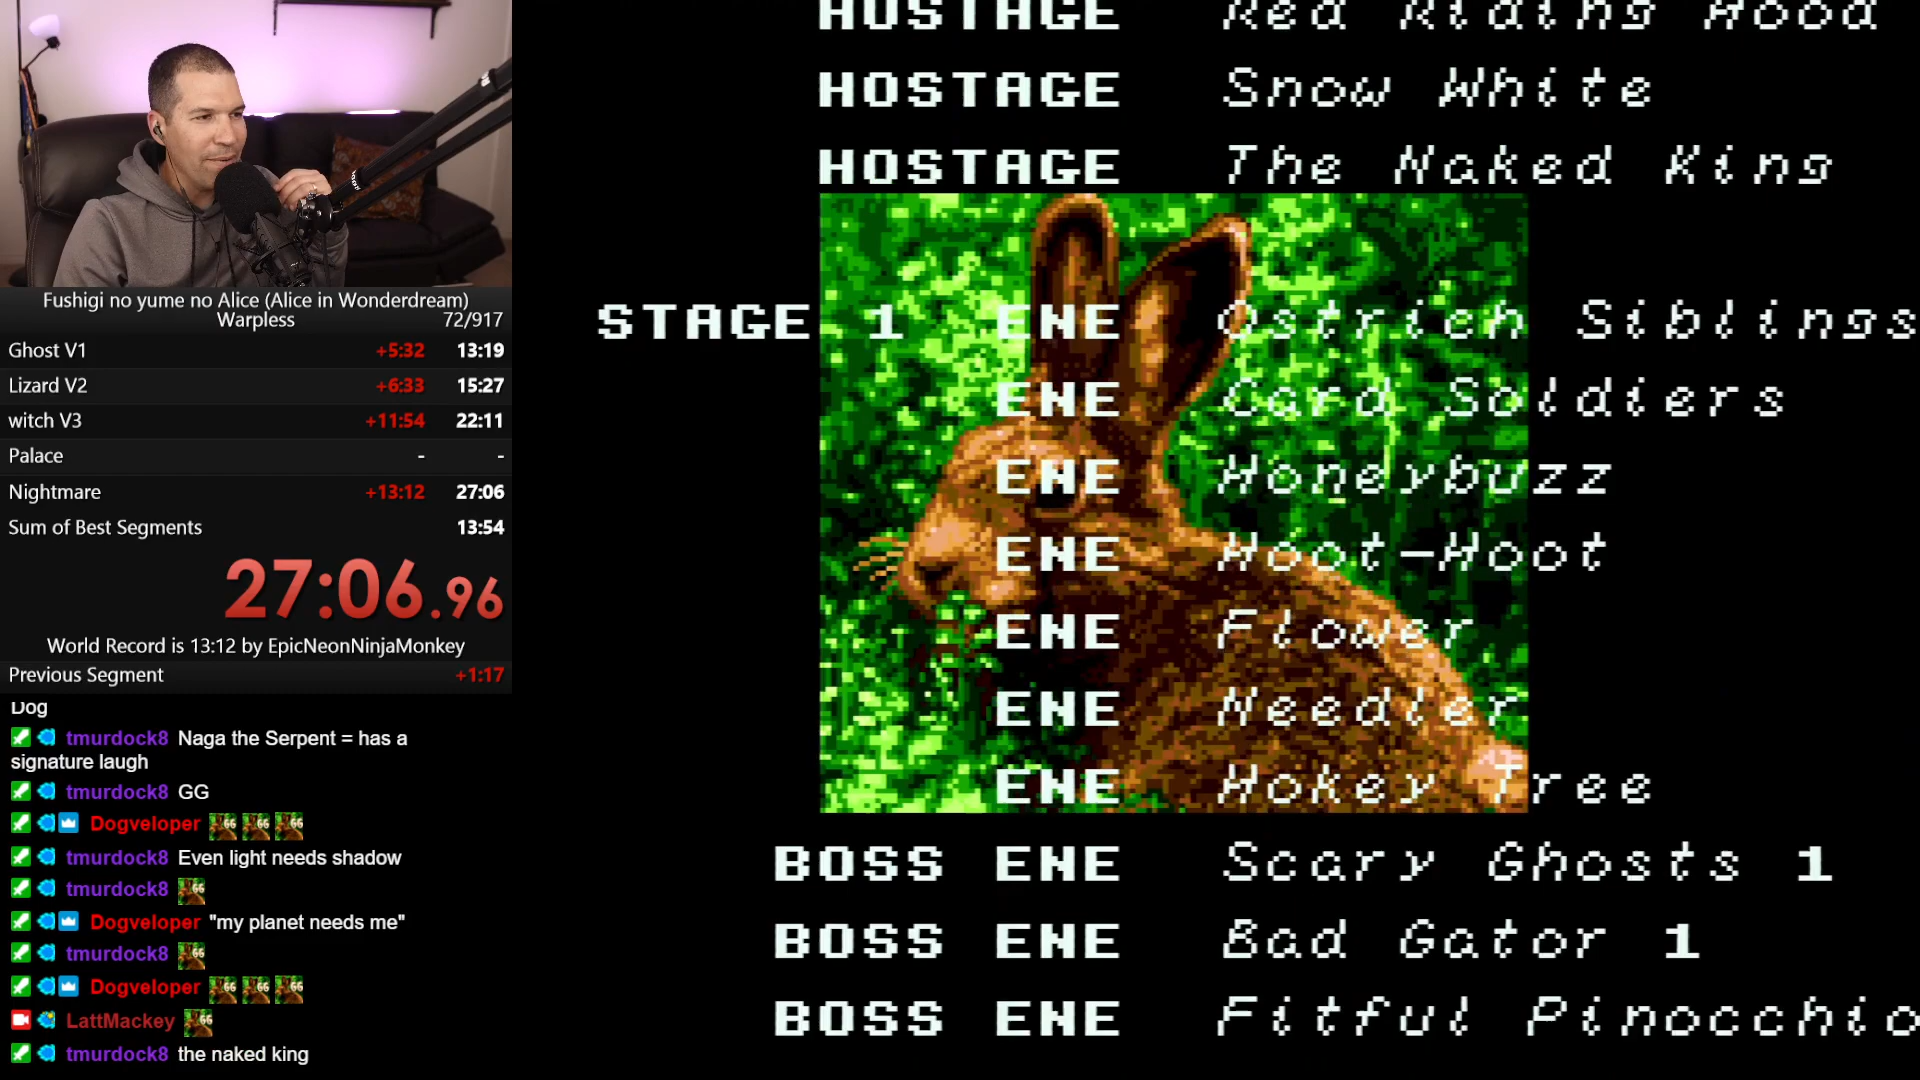 Fushigi no yume no Alice (Alice in Wonderdream)
Warpless 72/917
Ghost V1 +5:32 13:19
Lizard V2 +6:33 15:27
witch V3 +11:54 22:11
Palace - -
Nightmare +13:12 27:06
Sum of Best Segments 13:54
27:06.96
World Record is 13:12 by EpicNeonNinjaMonkey
Previous Segment +1:17
Dog
tmurdock8 Naga the Serpent = has a
signature laugh
tmurdock8 GG
Dogveloper
tmurdock8 Even light needs shadow
tmurdock8
Dogveloper "my planet needs me"
tmurdock8
Dogveloper
LattMackey
tmurdock8 the naked king
HOSTAGE Red Riding Hood
HOSTAGE Snow White
HOSTAGE The Naked King
STAGE 1 ENE Ostrich Siblings
ENE Card Soldiers
ENE Honeybuzz
ENE Hoot-Hoot
ENE Flower
ENE Needler
ENE Hokey Tree
BOSS ENE Scary Ghosts 1
BOSS ENE Bad Gator 1
BOSS ENE Fitful Pinocchio